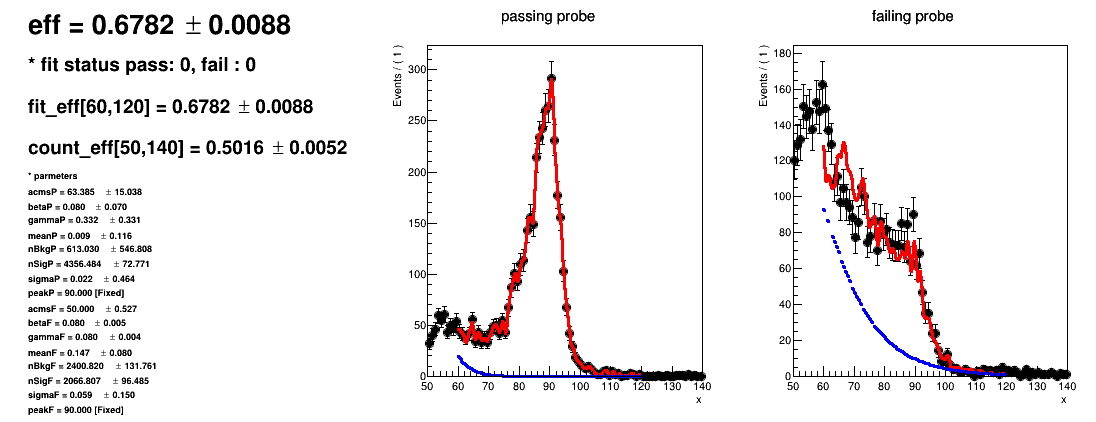 eff = 0.6782 ± 0.0088
* fit status pass: 0, fail : 0
fit_eff[60,120] = 0.6782 ± 0.0088
count_eff[50,140] = 0.5016 ± 0.0052
* parmeters
acmsP = 63.385 ± 15.038
betaP = 0.080 ± 0.070
gammaP = 0.332 ± 0.331
meanP = 0.009 ± 0.116
nBkgP = 613.030 ± 546.808
nSigP = 4356.484 ± 72.771
sigmaP = 0.022 ± 0.464
peakP = 90.000 [Fixed]
acmsF = 50.000 ± 0.527
betaF = 0.080 ± 0.005
gammaF = 0.080 ± 0.004
meanF = 0.147 ± 0.080
nBkgF = 2400.820 ± 131.761
nSigF = 2066.807 ± 96.485
sigmaF = 0.059 ± 0.150
peakF = 90.000 [Fixed]
passing probe
Events / ( 1 )
300
250
200
150
100
50
0
50 60 70 80 90 100 110 120 130 140
x
failing probe
Events / ( 1 )
180
160
140
120
100
80
60
40
20
0
50 60 70 80 90 100 110 120 130 140
x